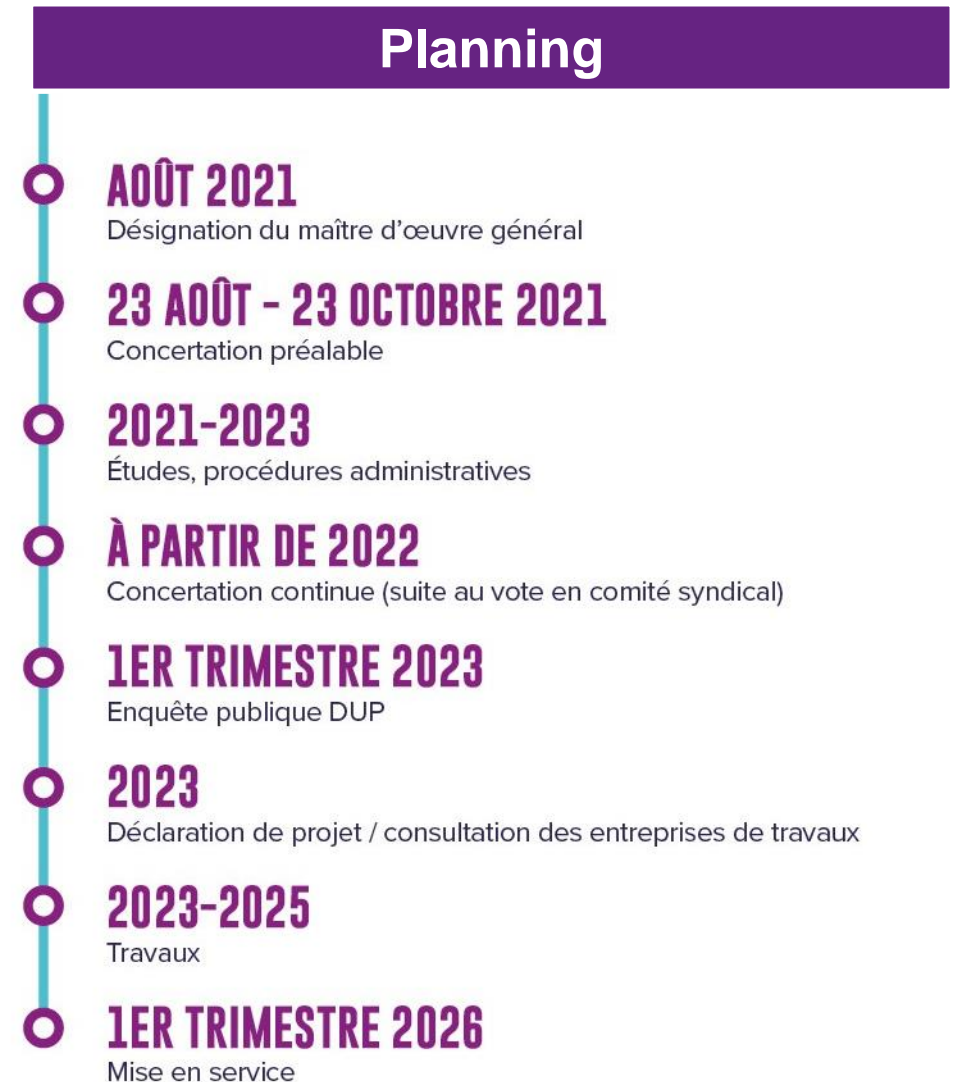 Planning
AOÛT 2021
Désignation du maître d'œuvre général
23 AOÛT - 23 OCTOBRE 2021
Concertation préalable
2021-2023
Études, procédures administratives
À PARTIR DE 2022
Concertation continue (suite au vote en comité syndical)
1ER TRIMESTRE 2023
Enquête publique DUP
2023
Déclaration de projet / consultation des entreprises de travaux
2023-2025
Travaux
1ER TRIMESTRE 2026
Mise en service